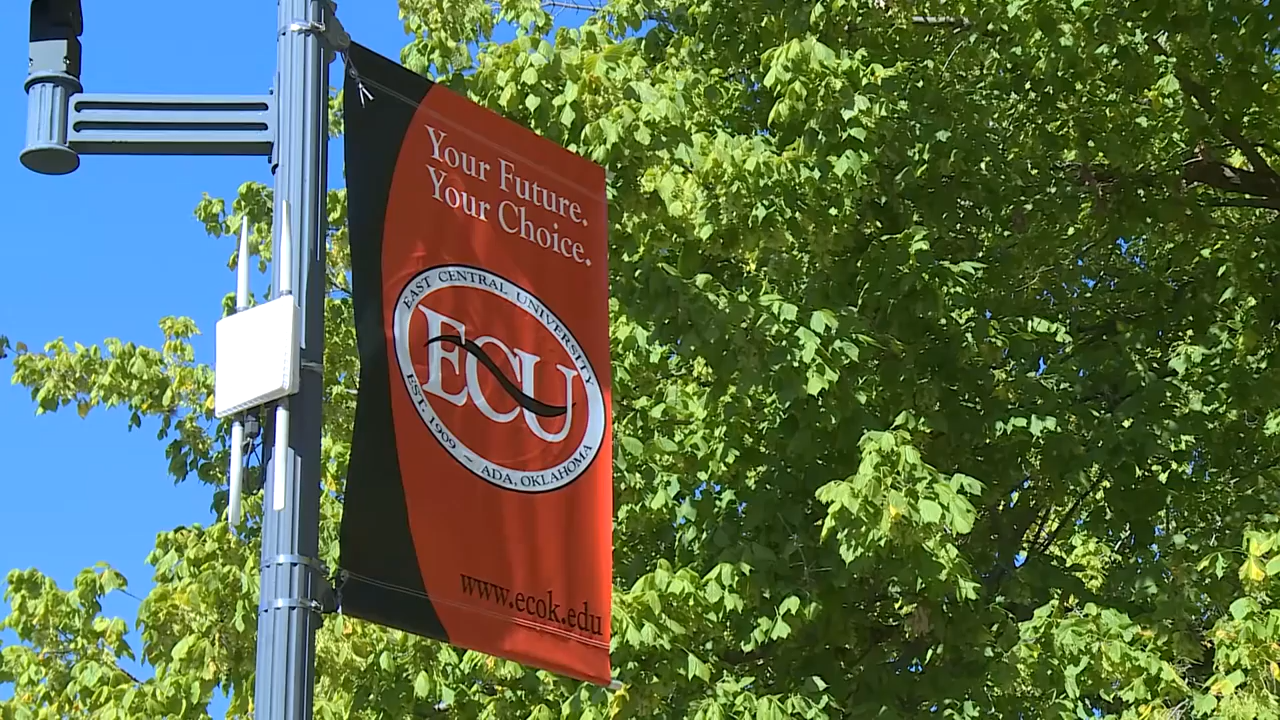 Your Future.
Your Choice.
EAST CENTRAL UNIVERSITY
ECU
EST. 1909 ~ ADA, OKLAHOMA
www.ecok.edu